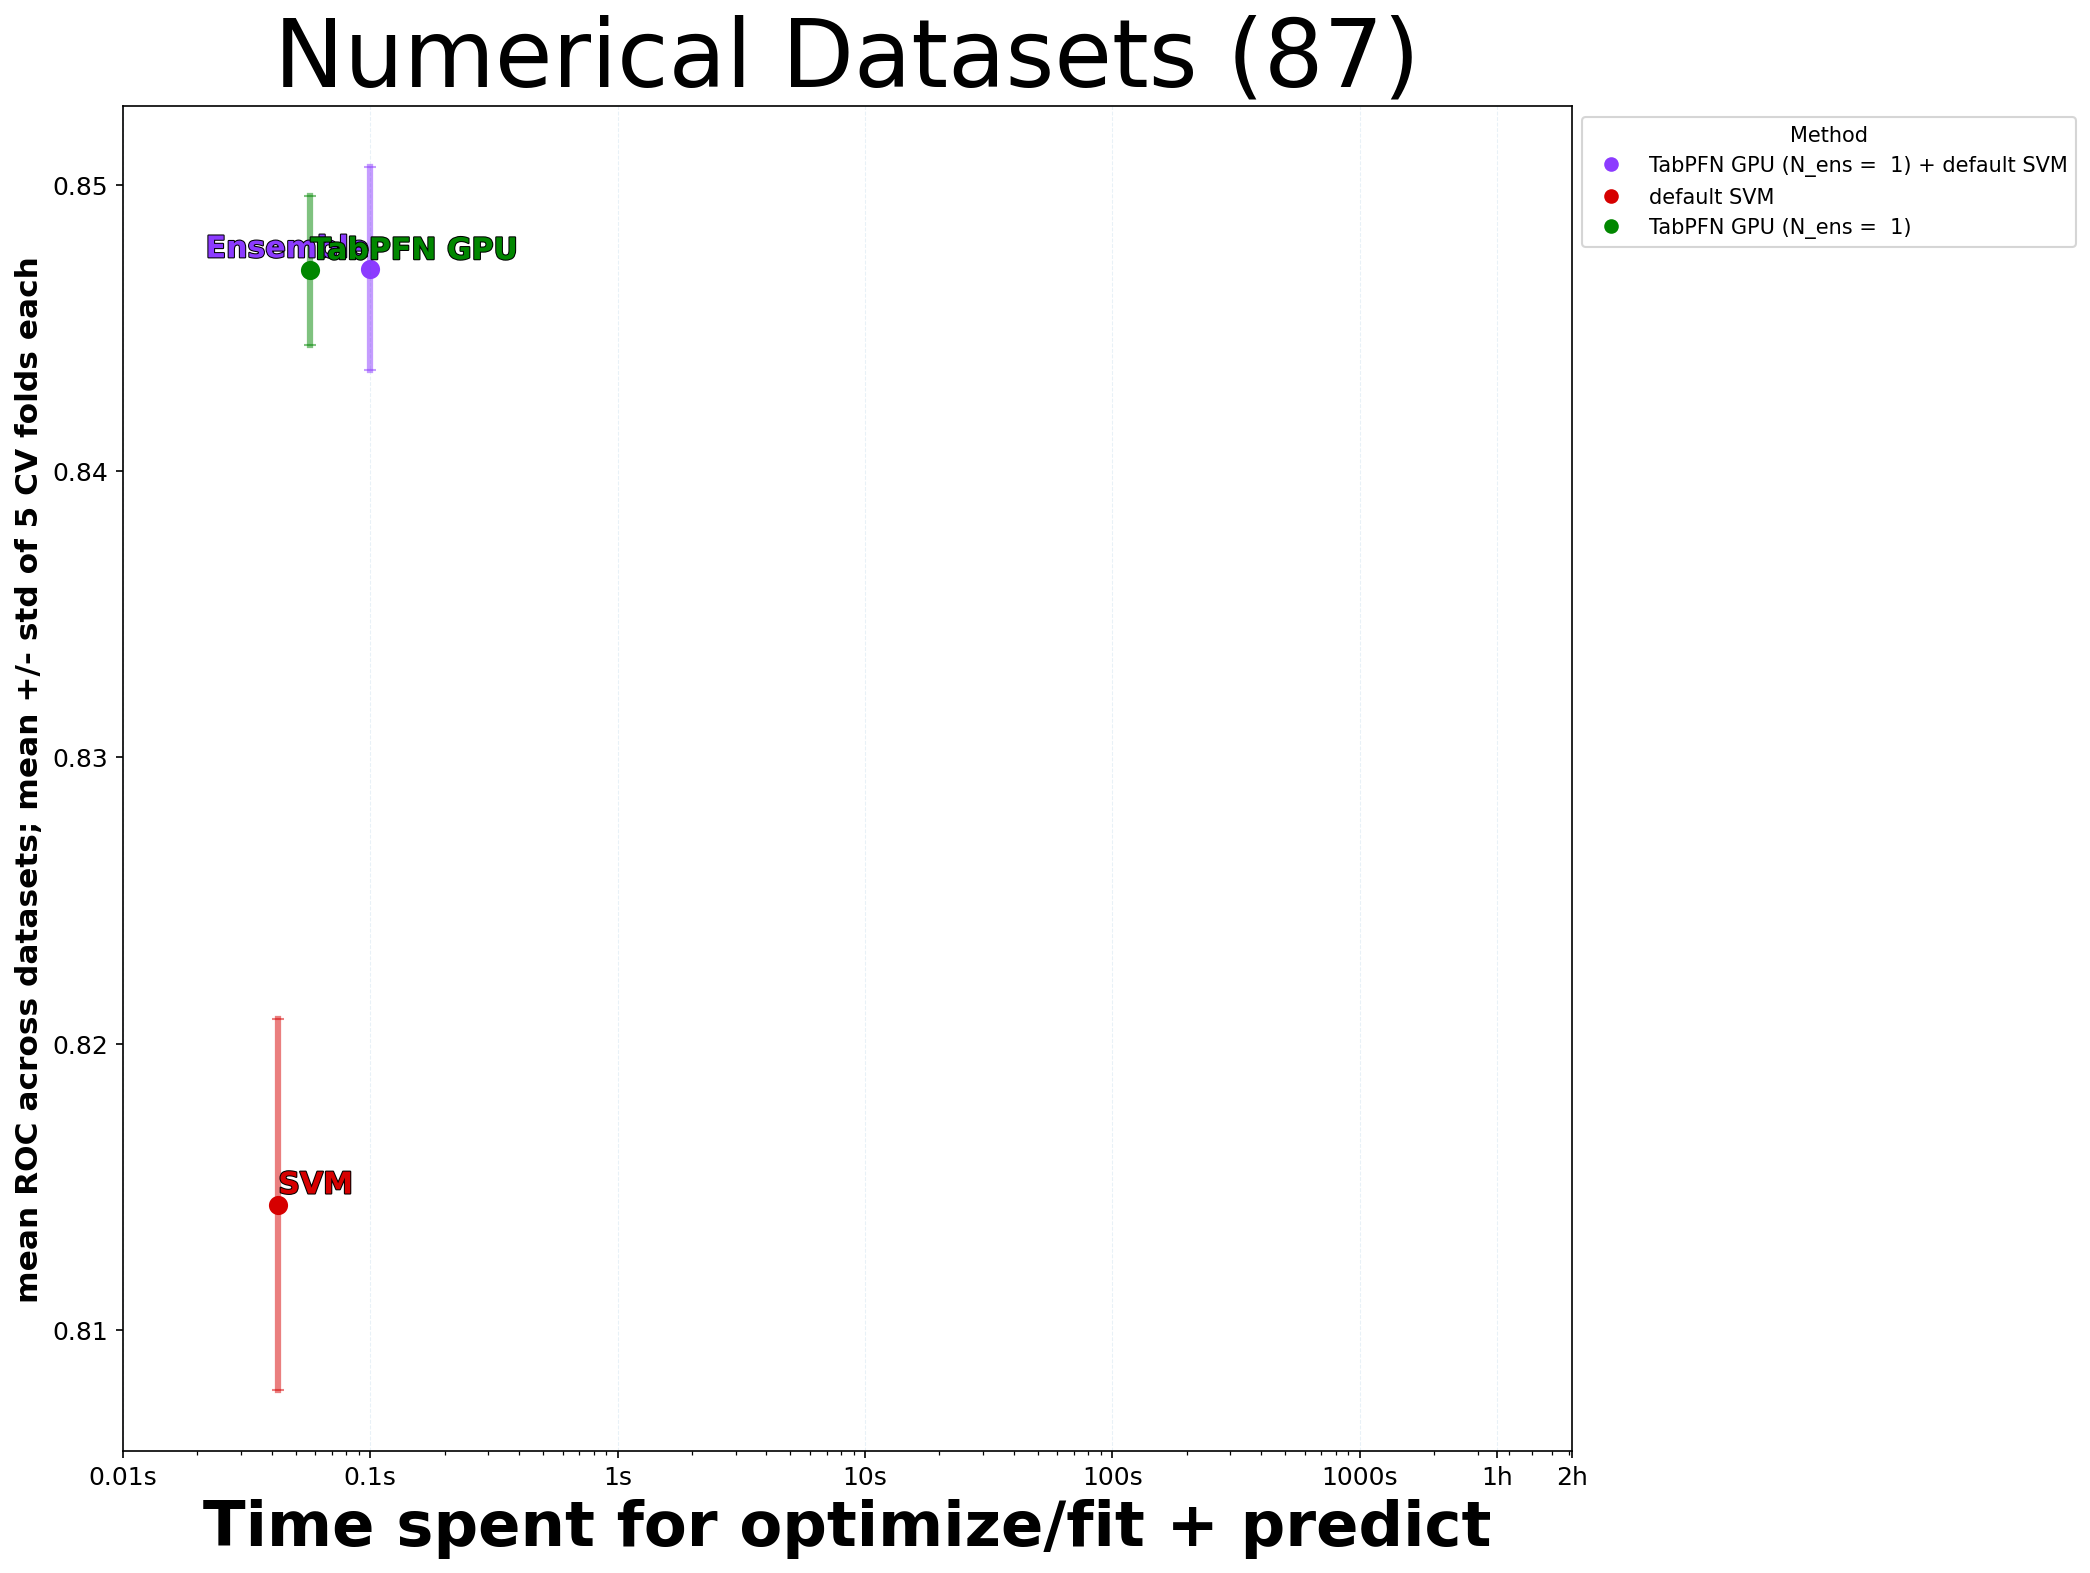 Numerical Datasets (87)
mean ROC across datasets; mean +/- std of 5 CV folds each
0.85
0.84
0.83
0.82
0.81
Ensemble
TabPFN GPU
SVM
0.01s 0.1s 1s 10s 100s 1000s 1h 2h
Time spent for optimize/fit + predict
Method
TabPFN GPU (N_ens =  1) + default SVM
default SVM
TabPFN GPU (N_ens =  1)